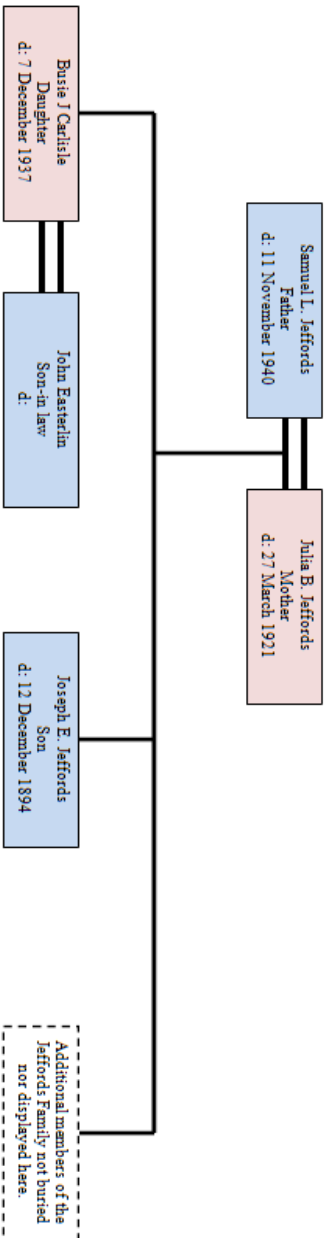 Samuel L. Jeffords
Father
d: 11 November 1940
Julia B. Jeffords
Mother
d: 27 March 1921
Busie J Carlisle
Daughter
d: 7 December 1937
John Easterlin
Son-in law
d:
Joseph E. Jeffords
Son
d: 12 December 1894
Additional members of the
Jeffords Family not buried
nor displayed here.